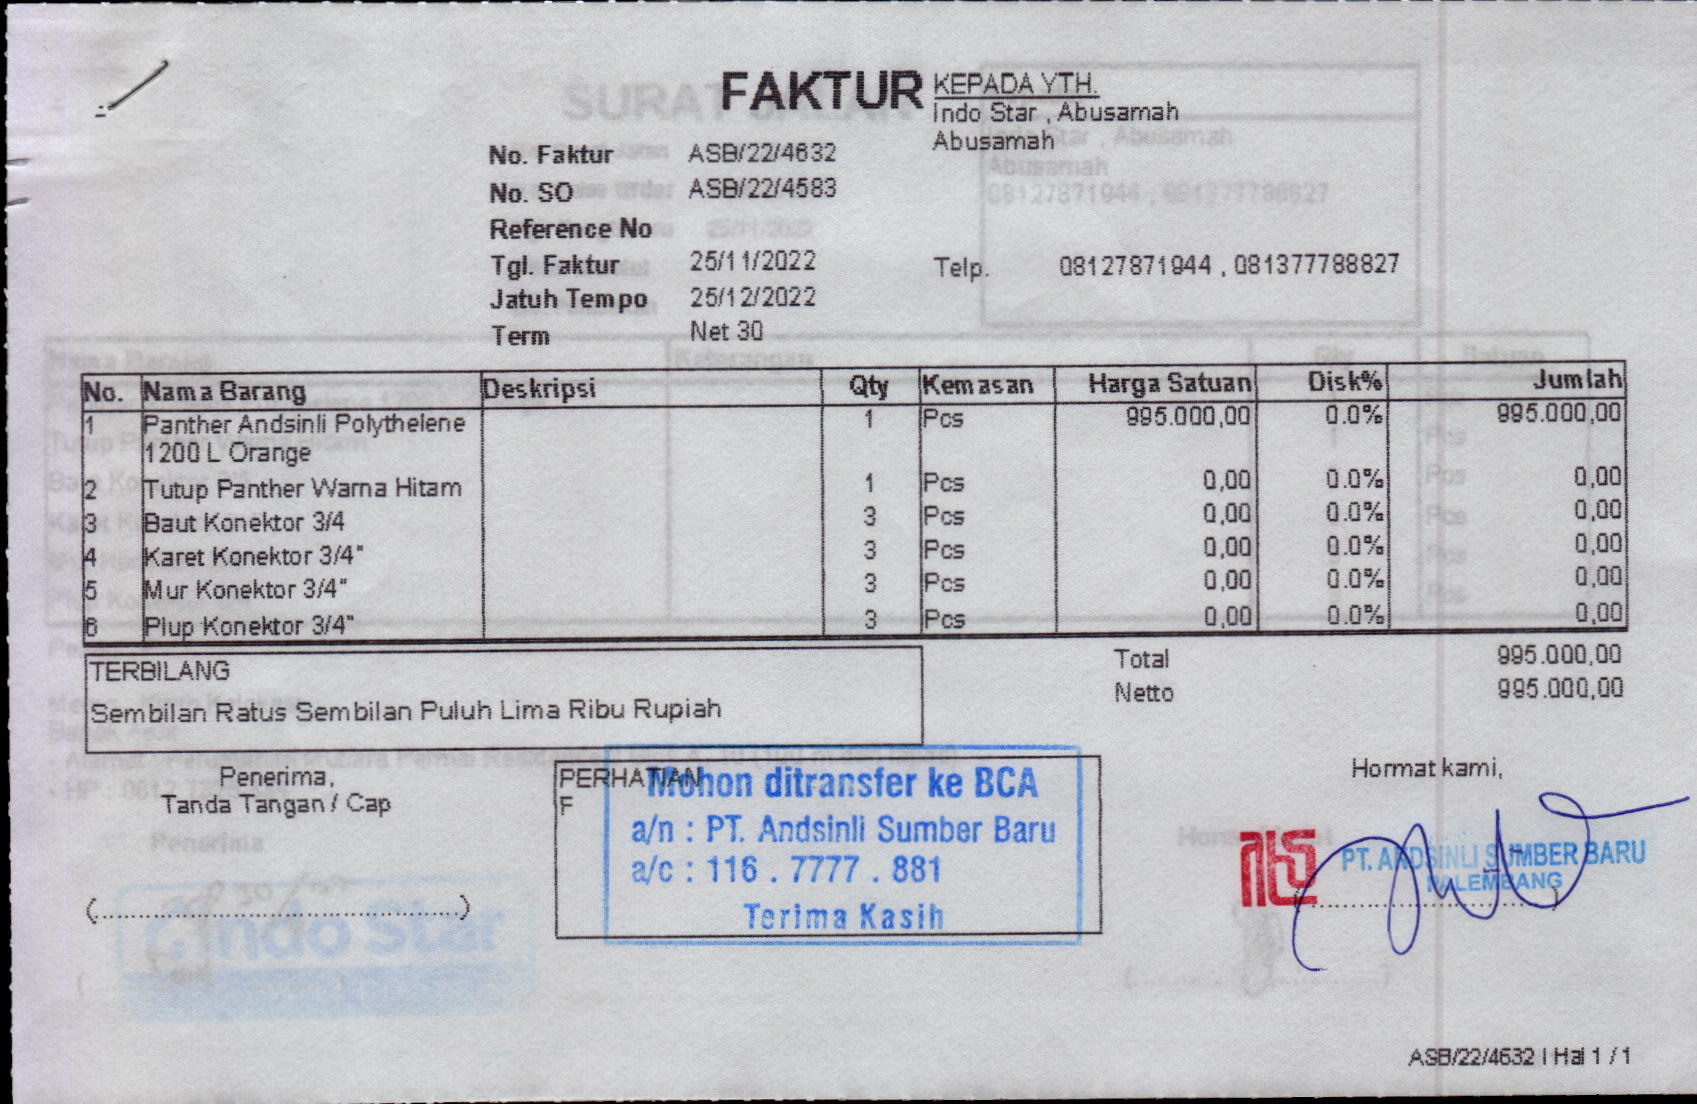 FAKTUR
KEPADA YTH.
Indo Star , Abusamah
Abusamah
No. Faktur ASB/22/4632
No. SO ASB/22/4583
Reference No
Tgl. Faktur 25/11/2022
Telp. 08127871944 , 081377788827
Jatuh Tempo 25/12/2022
Term Net 30
No. Nama Barang Deskripsi Qty Kemasan Harga Satuan Disk% Jumlah
1 Panther Andsinli Polythelene 1 Pcs 995.000,00 0.0% 995.000,00
1200 L Orange
2 Tutup Panther Warna Hitam 1 Pcs 0,00 0.0% 0,00
3 Baut Konektor 3/4 3 Pcs 0,00 0.0% 0,00
4 Karet Konektor 3/4" 3 Pcs 0,00 0.0% 0,00
5 Mur Konektor 3/4" 3 Pcs 0,00 0.0% 0,00
6 Plup Konektor 3/4" 3 Pcs 0,00 0.0% 0,00
Total 995.000,00
Netto 995.000,00
TERBILANG
Sembilan Ratus Sembilan Puluh Lima Ribu Rupiah
Penerima,
Tanda Tangan / Cap
(..................................................)
PERHATIAN
F
Mohon ditransfer ke BCA
a/n : PT. Andsinli Sumber Baru
a/c : 116 . 7777 . 881
Terima Kasih
Hormat kami,
PT. ANDSINLI SUMBER BARU
PALEMBANG
Indo Star
ASB/22/4632 | Hal 1 / 1